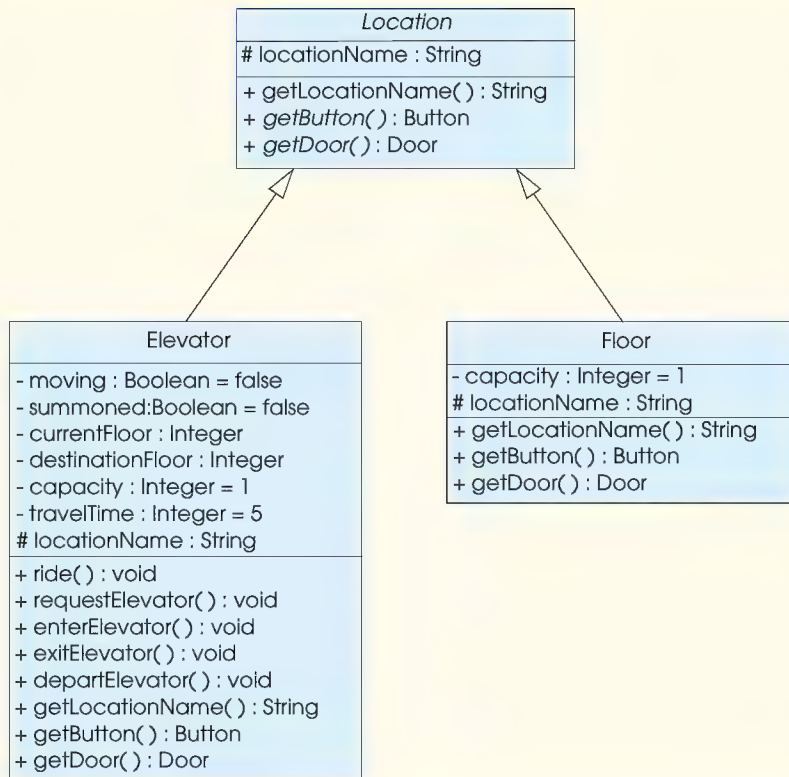 Location
# locationName : String
+ getLocationName( ) : String
+ getButton( ) : Button
+ getDoor( ) : Door
Elevator
- moving : Boolean = false
- summoned:Boolean = false
- currentFloor : Integer
- destinationFloor : Integer
- capacity : Integer = 1
- travelTime : Integer = 5
# locationName : String
+ ride( ) : void
+ requestElevator( ) : void
+ enterElevator( ) : void
+ exitElevator( ) : void
+ departElevator( ) : void
+ getLocationName( ) : String
+ getButton( ) : Button
+ getDoor( ) : Door
Floor
- capacity : Integer = 1
# locationName : String
+ getLocationName( ) : String
+ getButton( ) : Button
+ getDoor( ) : Door